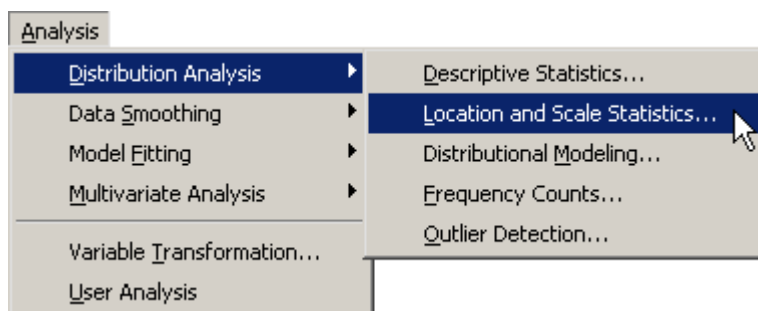 Analysis
Distribution Analysis
Data Smoothing
Model Fitting
Multivariate Analysis
Variable Transformation...
User Analysis
Descriptive Statistics...
Location and Scale Statistics...
Distributional Modeling...
Frequency Counts...
Outlier Detection...